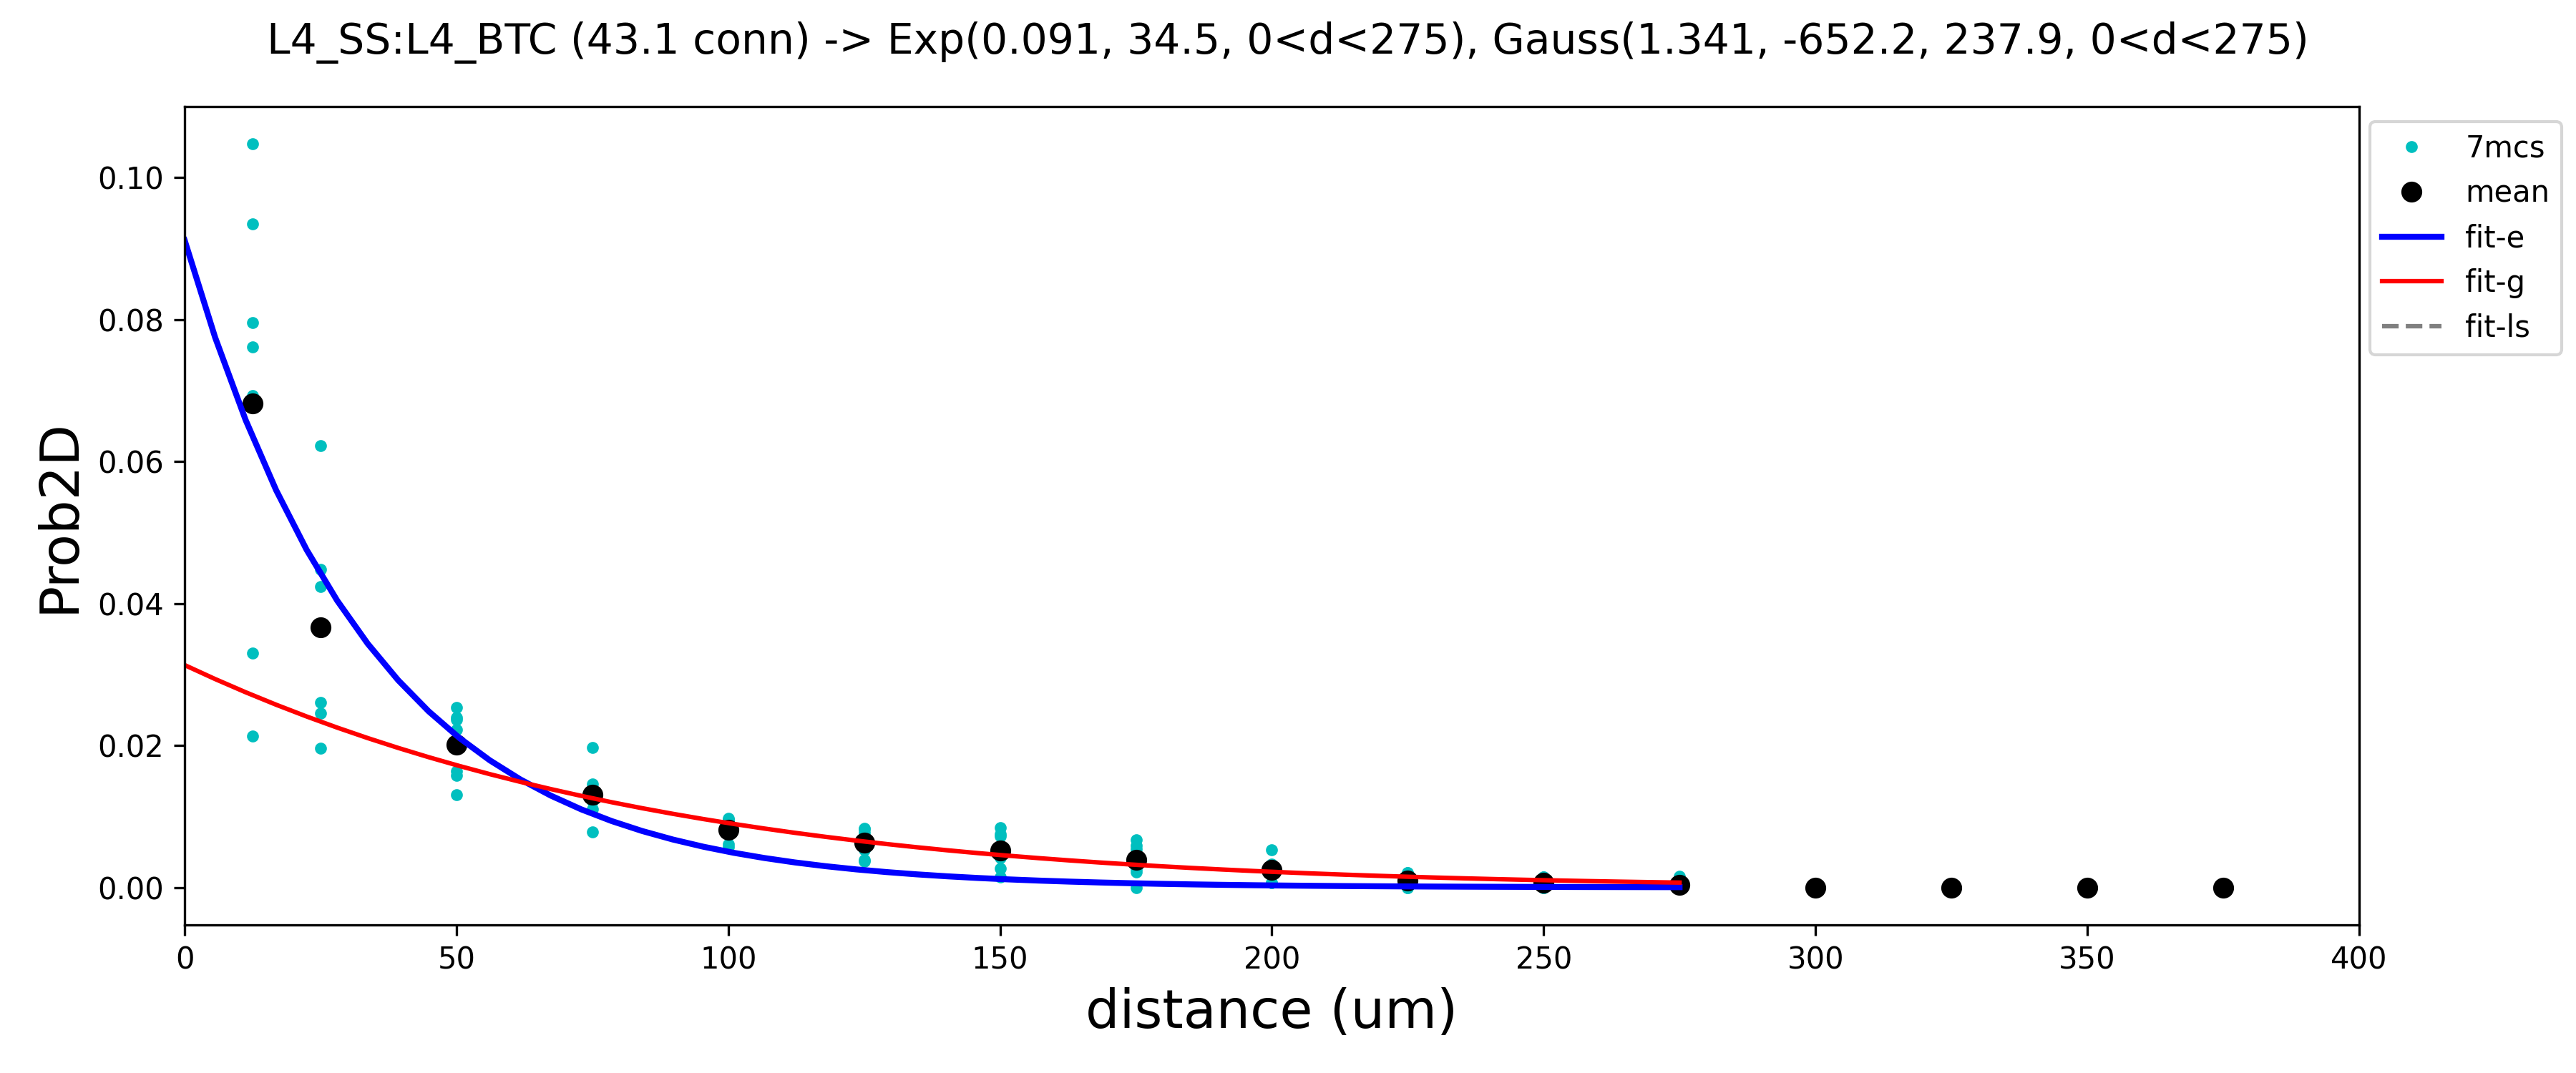 L4_SS:L4_BTC (43.1 conn) -> Exp(0.091, 34.5, 0<d<275), Gauss(1.341, -652.2, 237.9, 0<d<275)
7mcs
mean
fit-e
fit-g
fit-ls
Prob2D
0.10
0.08
0.06
0.04
0.02
0.00
0 50 100 150 200 250 300 350 400
distance (um)